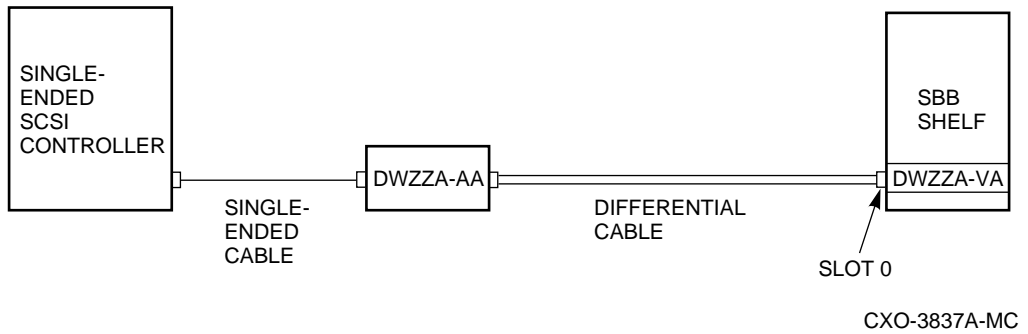 SINGLE-
ENDED
SCSI
CONTROLLER
SINGLE-
ENDED
CABLE
DWZZA-AA
DIFFERENTIAL
CABLE
SBB
SHELF
DWZZA-VA
SLOT 0
CXO-3837A-MC